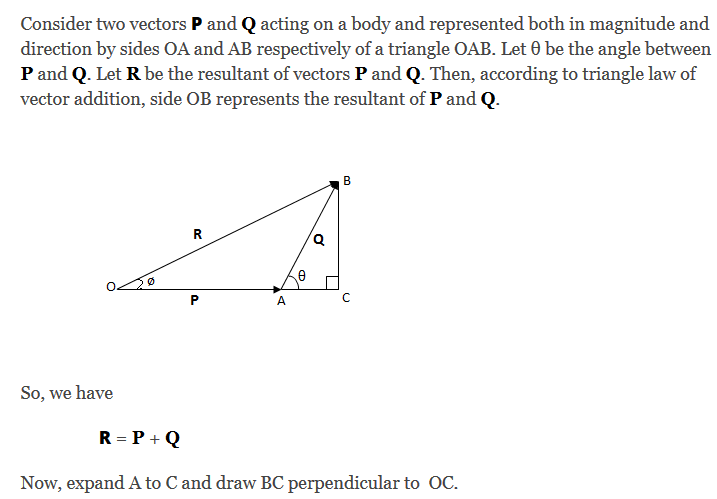 Consider two vectors P and Q acting on a body and represented both in magnitude and
direction by sides OA and AB respectively of a triangle OAB. Let θ be the angle between
P and Q. Let R be the resultant of vectors P and Q. Then, according to triangle law of
vector addition, side OB represents the resultant of P and Q.
B
R
Q
θ
O
ø
P
A
C
So, we have
R = P + Q
Now, expand A to C and draw BC perpendicular to OC.